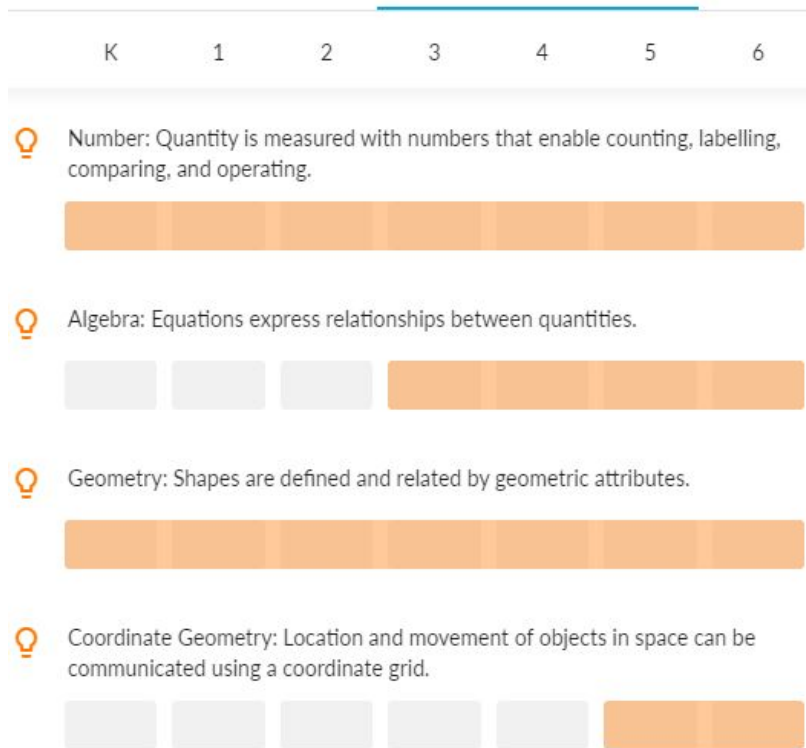 K 1 2 3 4 5 6
Number: Quantity is measured with numbers that enable counting, labelling,
comparing, and operating.
Algebra: Equations express relationships between quantities.
Geometry: Shapes are defined and related by geometric attributes.
Coordinate Geometry: Location and movement of objects in space can be
communicated using a coordinate grid.